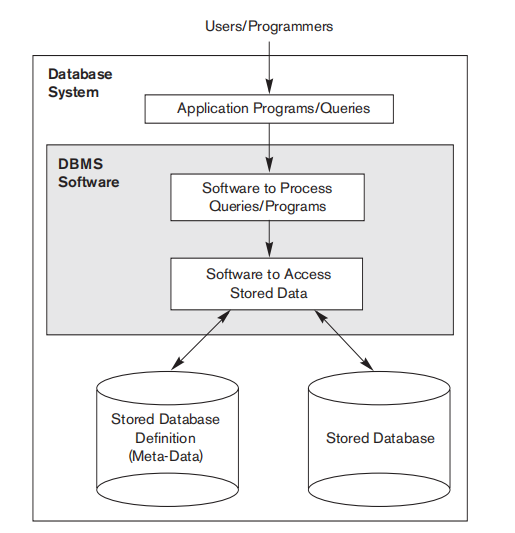 Users/Programmers
Database
System
Application Programs/Queries
DBMS
Software
Software to Process
Queries/Programs
Software to Access
Stored Data
Stored Database
Definition
(Meta-Data)
Stored Database